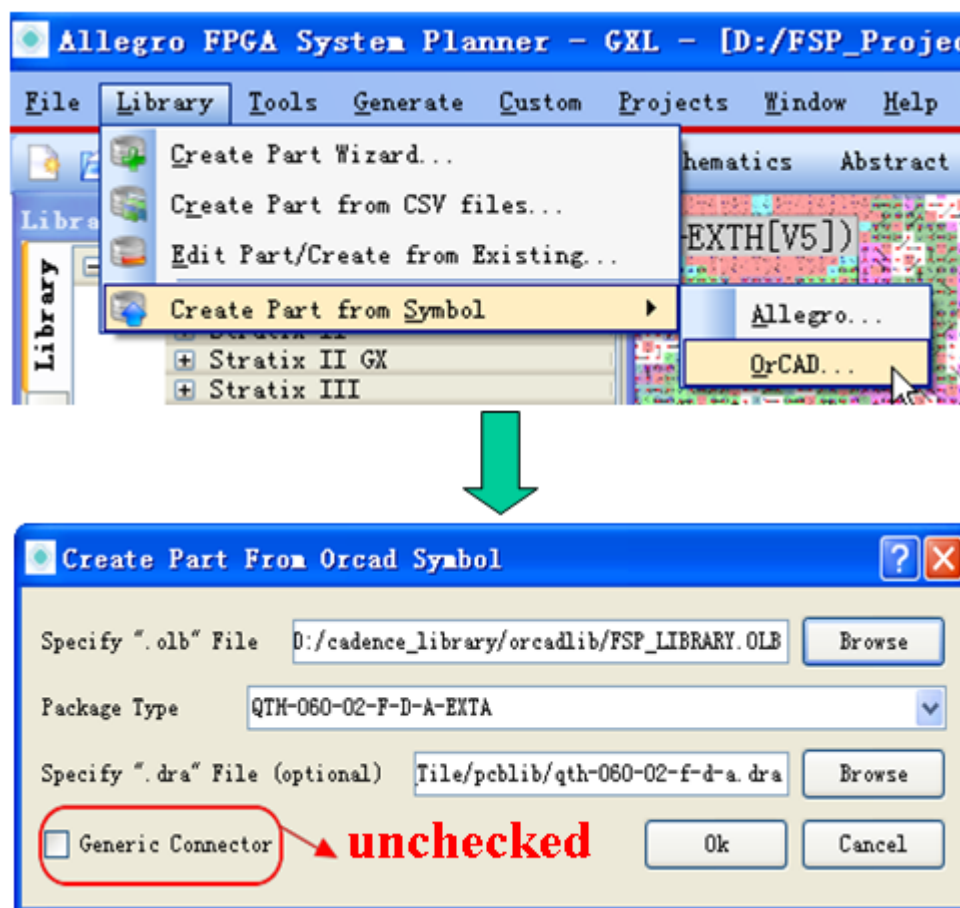 Allegro FPGA System Planner - GXL - [D:/FSP_Projec
File Library Tools Generate Custom Projects Window Help
Create Part Wizard...
hematics Abstract
Libra
Create Part from CSV files...
-EXTH[V5])
Library
Edit Part/Create from Existing...
Create Part from Symbol
Allegro...
Stratix II
Stratix II GX
OrCAD...
Stratix III
Create Part From Orcad Symbol
Specify ".olb" File D:/cadence_library/orcadlib/FSP_LIBRARY.OLB Browse
Package Type QTH-060-02-F-D-A-EXTA
Specify ".dra" File (optional) Tile/pcblib/qth-060-02-f-d-a.dra Browse
Generic Connector unchecked Ok Cancel